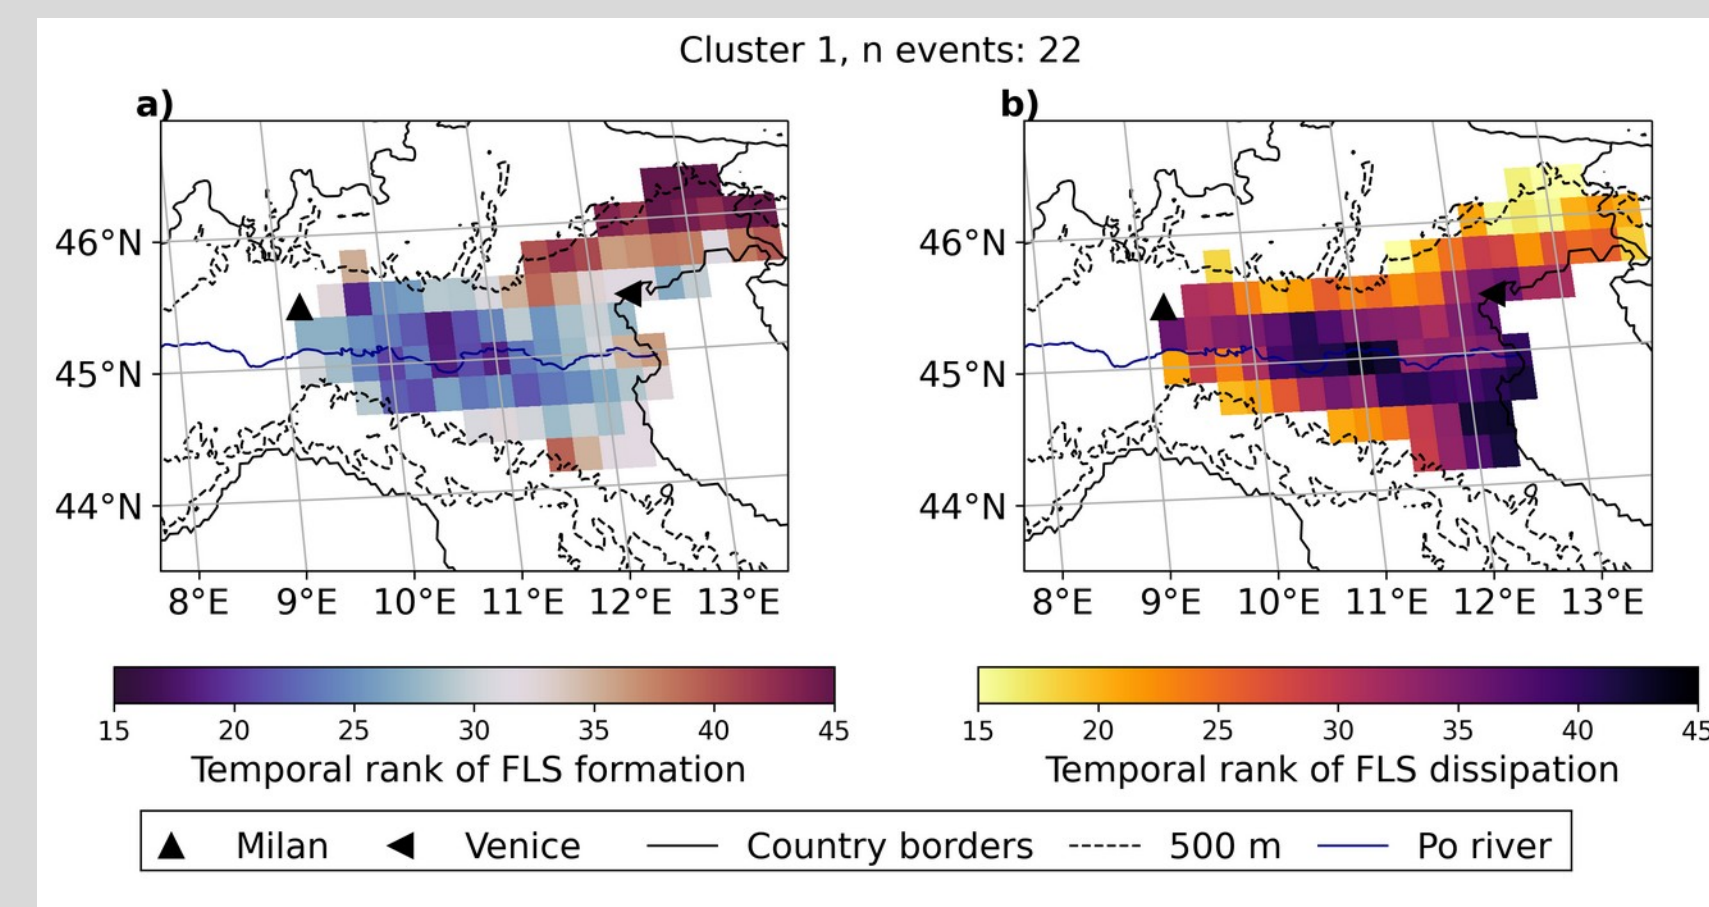 Cluster 1, n events: 22
a)
46°N
45°N
44°N
8°E 9°E 10°E 11°E 12°E 13°E
15 20 25 30 35 40 45
Temporal rank of FLS formation
b)
46°N
45°N
44°N
8°E 9°E 10°E 11°E 12°E 13°E
15 20 25 30 35 40 45
Temporal rank of FLS dissipation
Milan Venice Country borders 500 m Po river